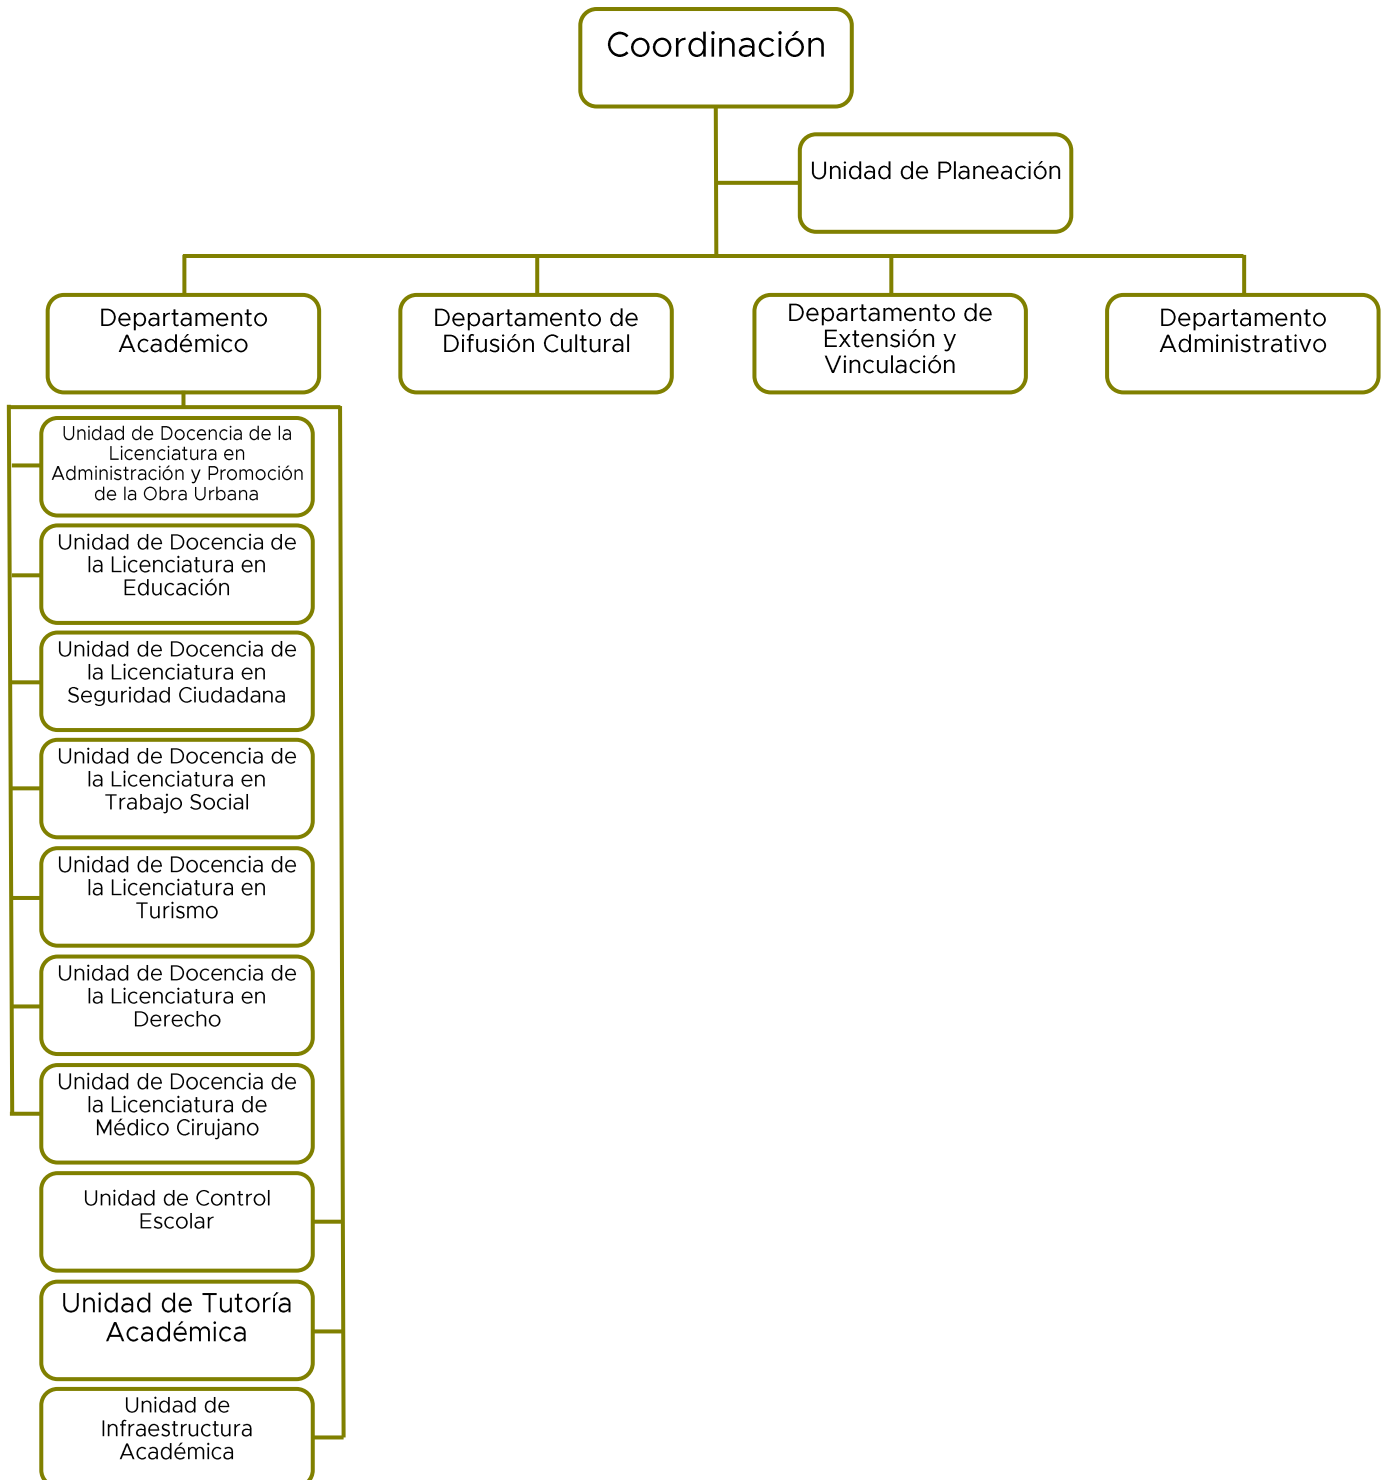 Coordinación
Unidad de Planeación
Departamento
Académico
Departamento de
Difusión Cultural
Departamento de
Extensión y
Vinculación
Departamento
Administrativo
Unidad de Docencia de la
Licenciatura en
Administración y Promoción
de la Obra Urbana
Unidad de Docencia de
la Licenciatura en
Educación
Unidad de Docencia de
la Licenciatura en
Seguridad Ciudadana
Unidad de Docencia de
la Licenciatura en
Trabajo Social
Unidad de Docencia de
la Licenciatura en
Turismo
Unidad de Docencia de
la Licenciatura en
Derecho
Unidad de Docencia de
la Licenciatura de
Médico Cirujano
Unidad de Control
Escolar
Unidad de Tutoría
Académica
Unidad de
Infraestructura
Académica